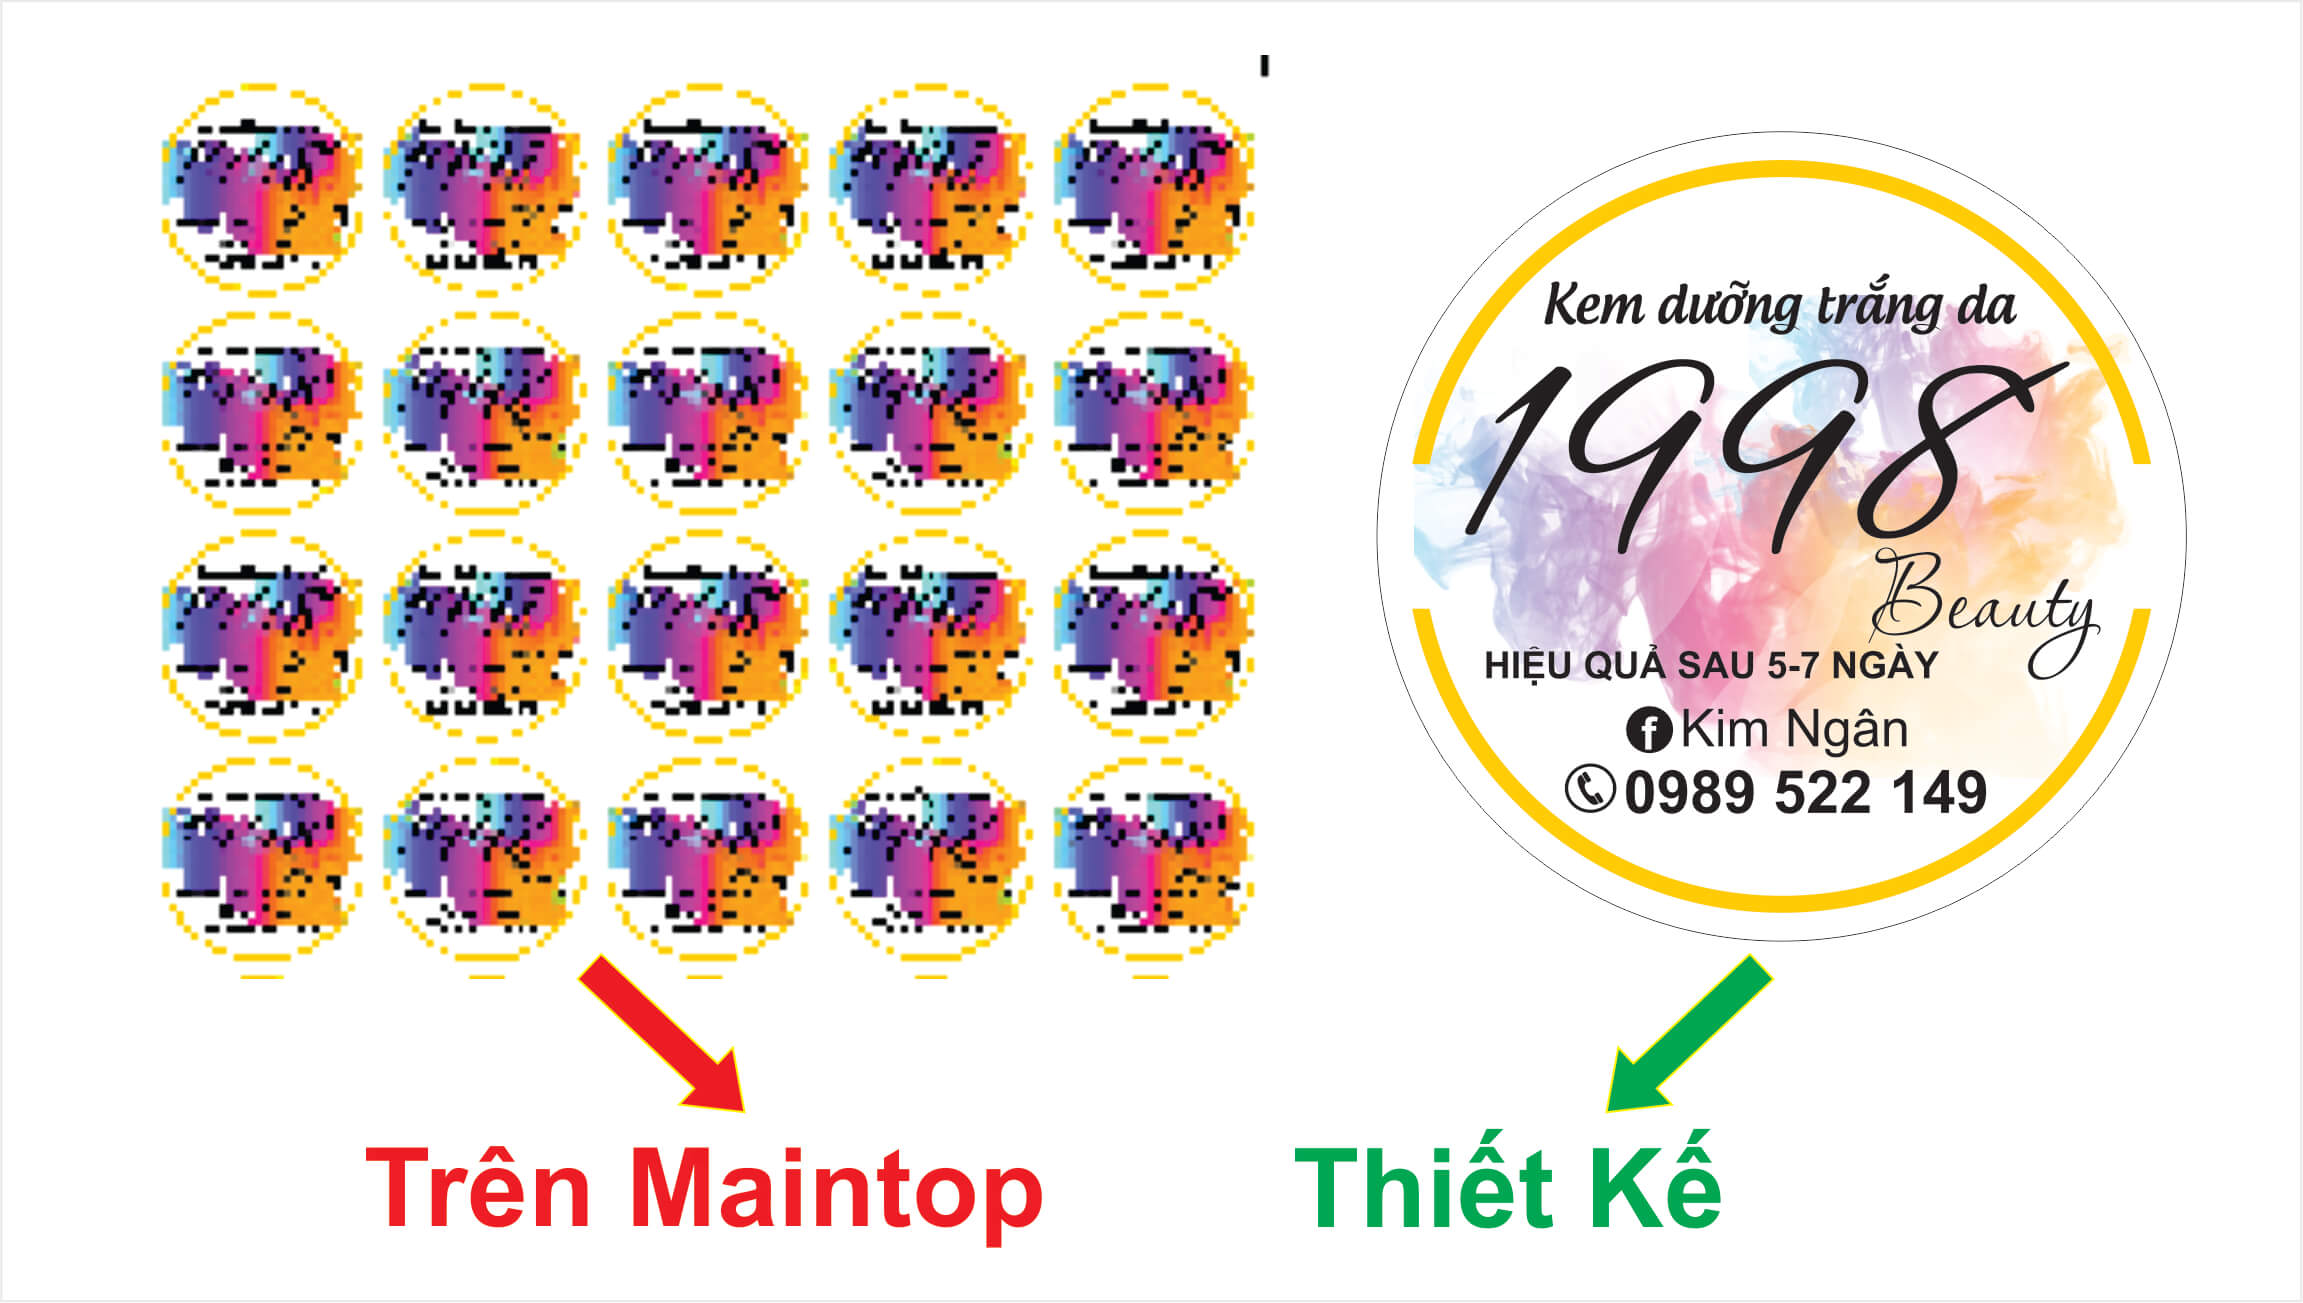 Kem dưỡng trắng da
1998
Beauty
HIỆU QUẢ SAU 5-7 NGÀY
Kim Ngân
0989 522 149
Trên Maintop
Thiết Kế